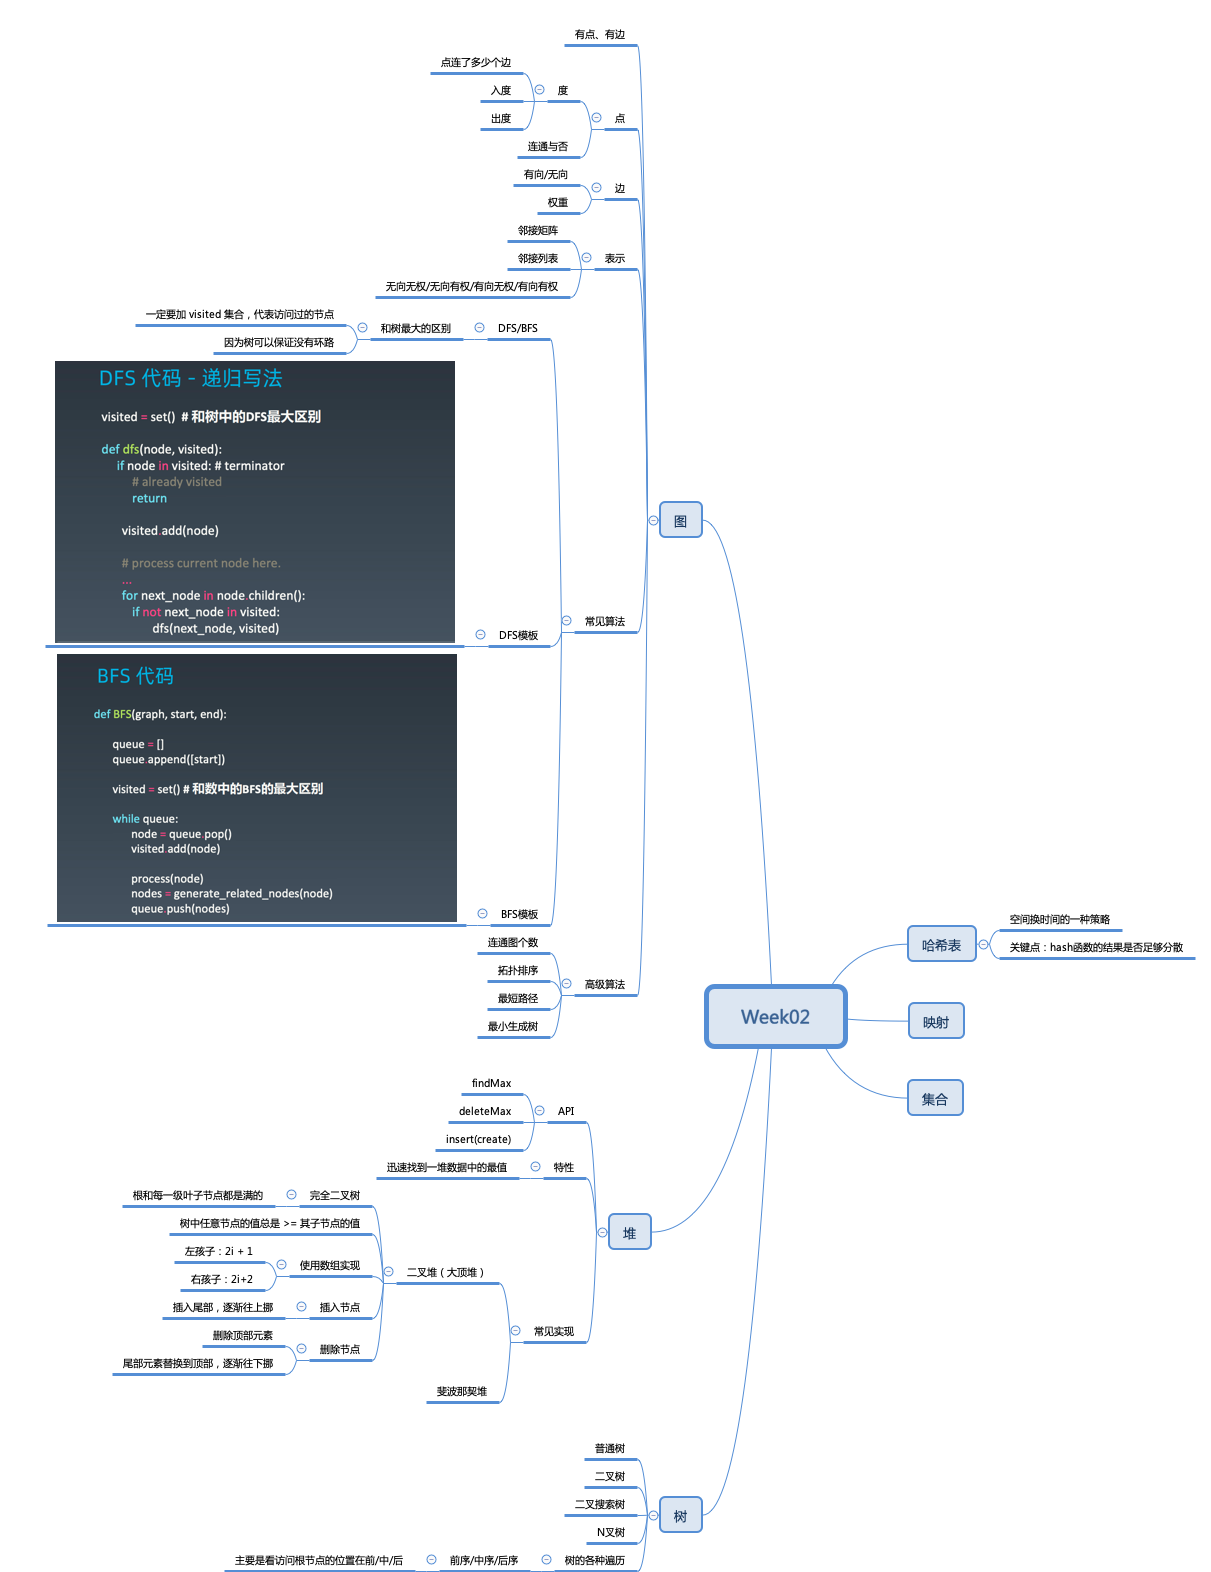 有点、有边
点连了多少个边
入度
度
出度
点
连通与否
有向/无向
边
权重
邻接矩阵
邻接列表
表示
无向无权/无向有权/有向无权/有向有权
一定要加 visited 集合，代表访问过的节点
和树最大的区别
DFS/BFS
因为树可以保证没有环路
DFS 代码 - 递归写法
visited = set() # 和树中的DFS最大区别
def dfs(node, visited):
if node in visited: # terminator
# already visited
return
visited.add(node)
# process current node here.
...
for next_node in node.children():
if not next_node in visited:
dfs(next_node, visited)
DFS模板
常见算法
图
BFS 代码
def BFS(graph, start, end):
queue = []
queue.append([start])
visited = set() # 和数中的BFS的最大区别
while queue:
node = queue.pop()
visited.add(node)
process(node)
nodes = generate_related_nodes(node)
queue.push(nodes)
BFS模板
连通图个数
拓扑排序
高级算法
最短路径
最小生成树
空间换时间的一种策略
哈希表
关键点：hash函数的结果是否足够分散
Week02
映射
集合
findMax
deleteMax
API
insert(create)
迅速找到一堆数据中的最值
特性
根和每一级叶子节点都是满的
完全二叉树
树中任意节点的值总是 >= 其子节点的值
堆
左孩子：2i + 1
使用数组实现
右孩子：2i+2
二叉堆（大顶堆）
插入尾部，逐渐往上挪
插入节点
常见实现
删除顶部元素
删除节点
尾部元素替换到顶部，逐渐往下挪
斐波那契堆
普通树
二叉树
二叉搜索树
树
N叉树
主要是看访问根节点的位置在前/中/后
前序/中序/后序
树的各种遍历